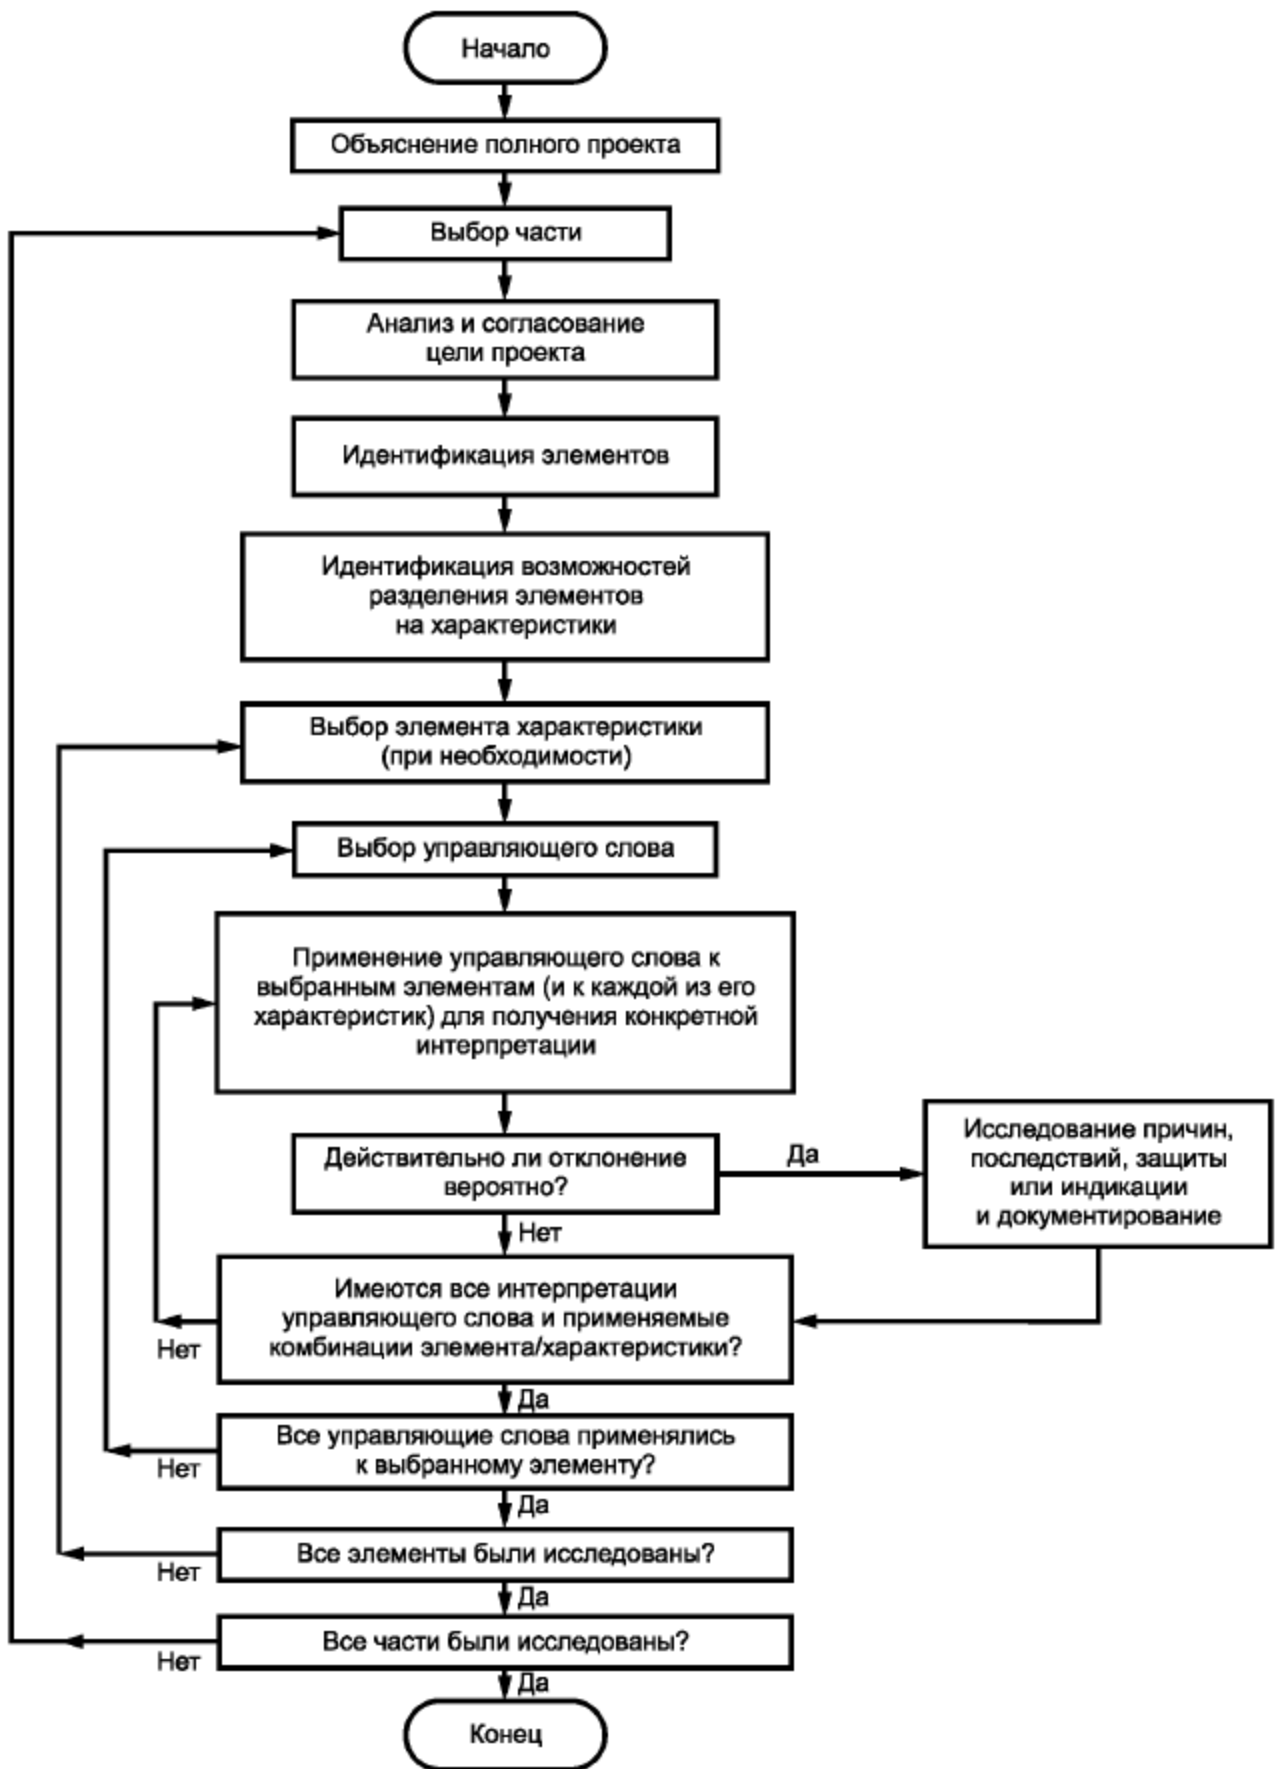 Начало
Объяснение полного проекта
Выбор части
Анализ и согласование
цели проекта
Идентификация элементов
Идентификация возможностей
разделения элементов
на характеристики
Выбор элемента характеристики
(при необходимости)
Выбор управляющего слова
Применение управляющего слова к
выбранным элементам (и к каждой из его
характеристик) для получения конкретной
интерпретации
Действительно ли отклонение
вероятно?
Да
Исследование причин,
последствий, защиты
или индикации
и документирование
Нет
Имеются все интерпретации
управляющего слова и применяемые
комбинации элемента/характеристики?
Нет
Да
Все управляющие слова применялись
к выбранному элементу?
Нет
Да
Все элементы были исследованы?
Нет
Да
Все части были исследованы?
Нет
Да
Конец